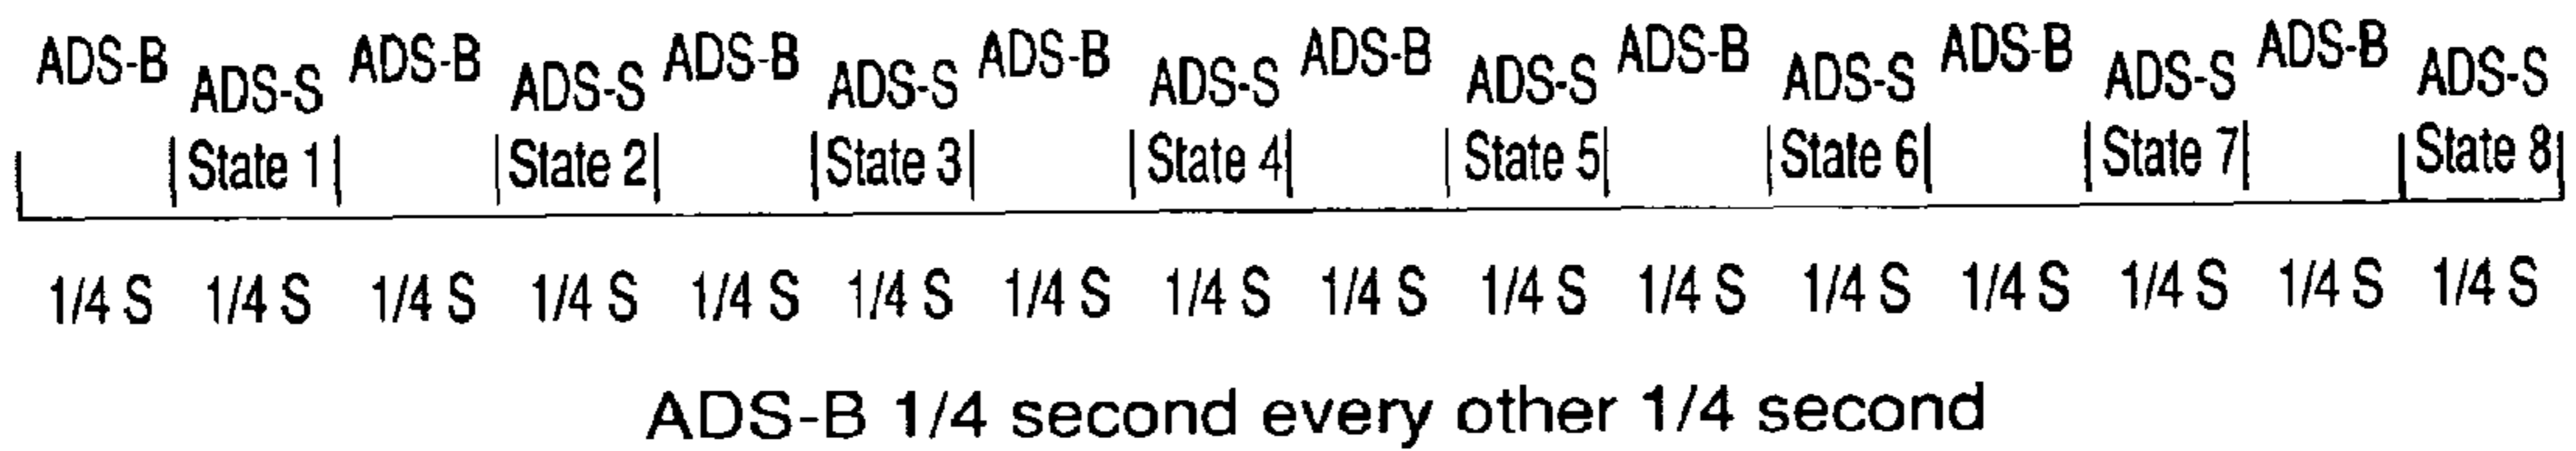 ADS-B ADS-S ADS-B ADS-S ADS-B ADS-S ADS-B ADS-S ADS-B ADS-S ADS-B ADS-S ADS-B ADS-S ADS-B ADS-S
State 1 State 2 State 3 State 4 State 5 State 6 State 7 State 8
1/4 S 1/4 S 1/4 S 1/4 S 1/4 S 1/4 S 1/4 S 1/4 S 1/4 S 1/4 S 1/4 S 1/4 S 1/4 S 1/4 S 1/4 S 1/4 S
ADS-B 1/4 second every other 1/4 second